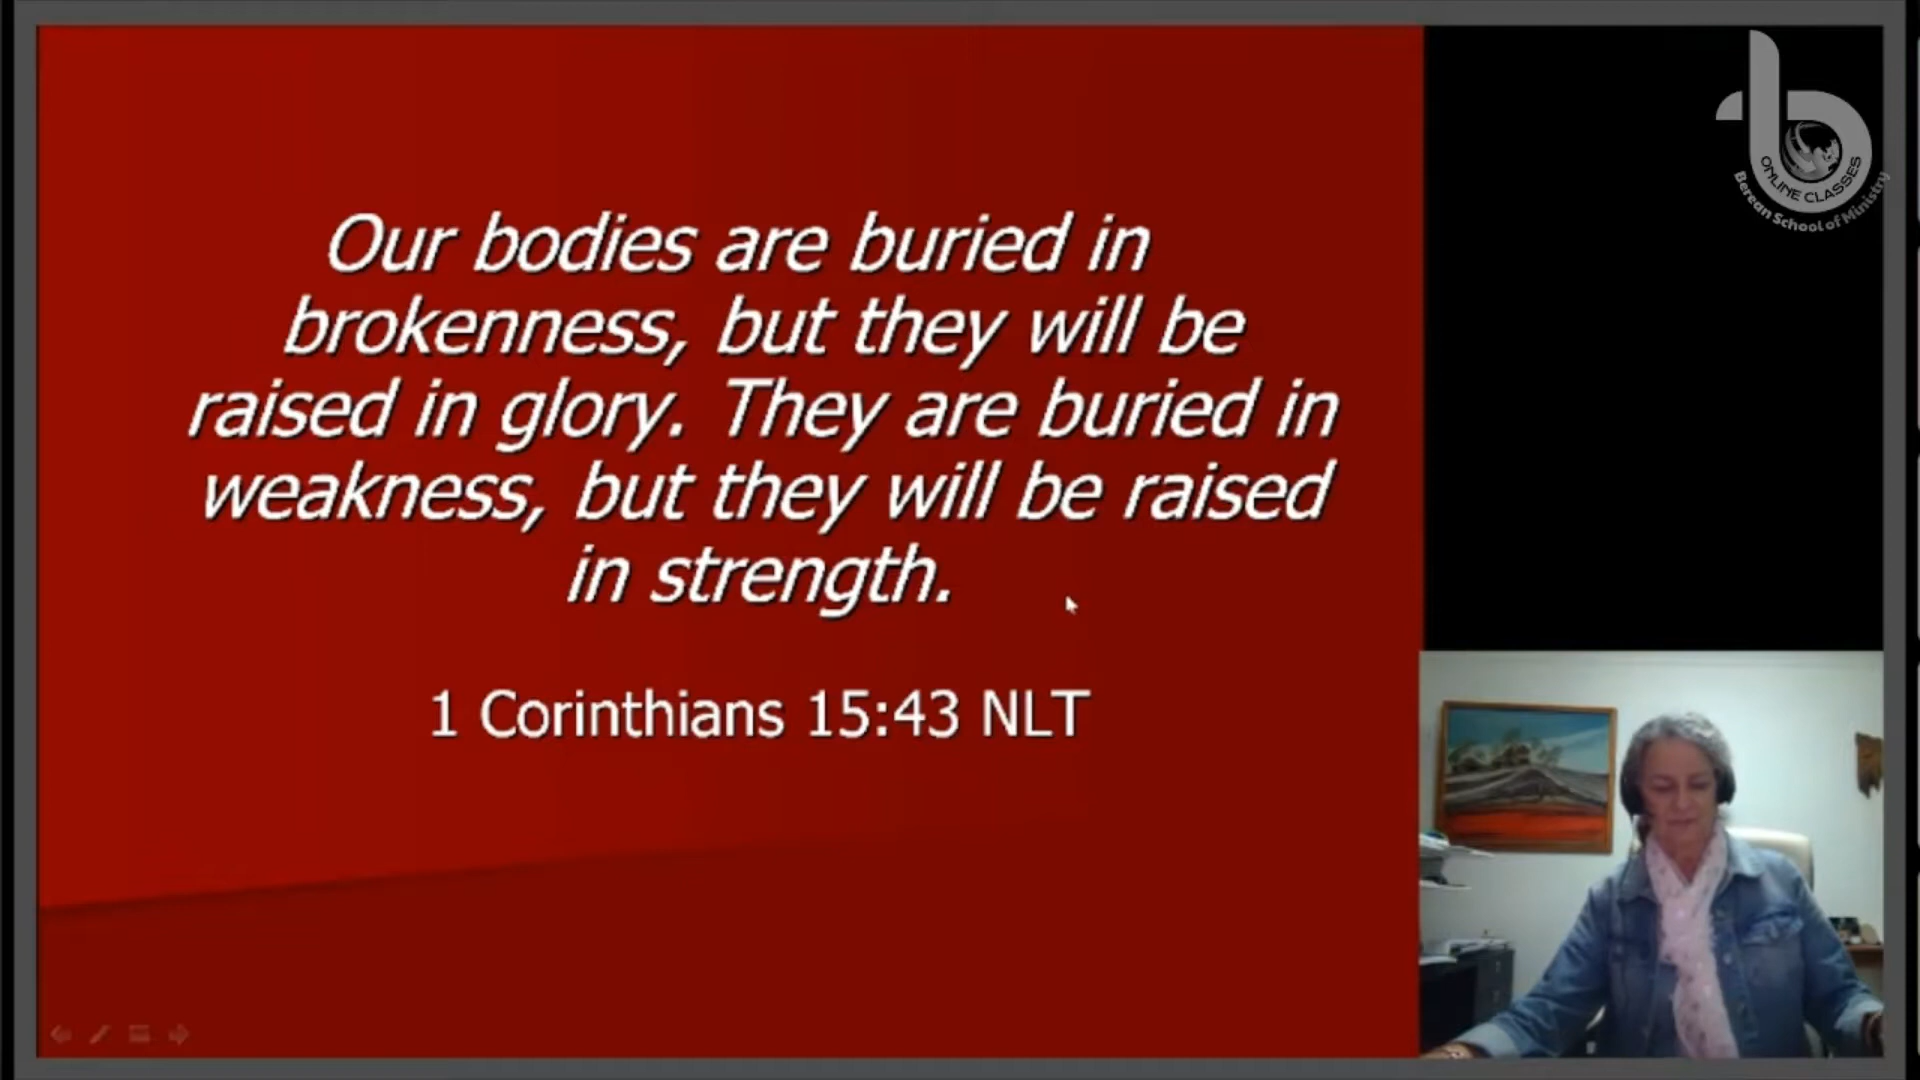 Our bodies are buried in
brokenness, but they will be
raised in glory. They are buried in
weakness, but they will be raised
in strength.
1 Corinthians 15:43 NLT
ONLINE CLASSES
Berean School of Ministry